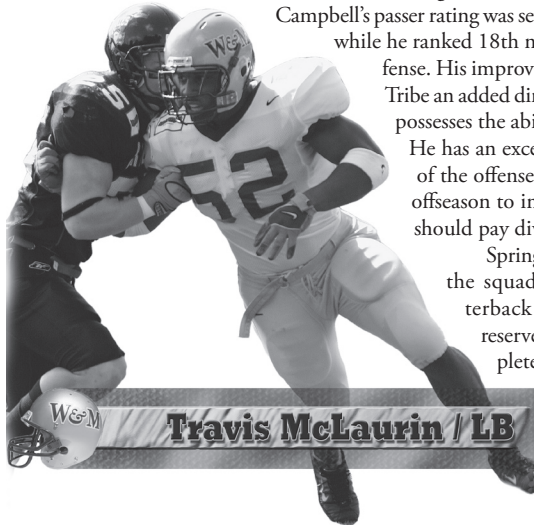 Campbell's passer rating was se
while he ranked 18th n
fense. His improv
Tribe an added din
possesses the abi
He has an exce
of the offense
offseason to in
should pay div
Spring
the squad
terback
reserve
plete
W&M
52
W&M
Travis McLaurin / LB